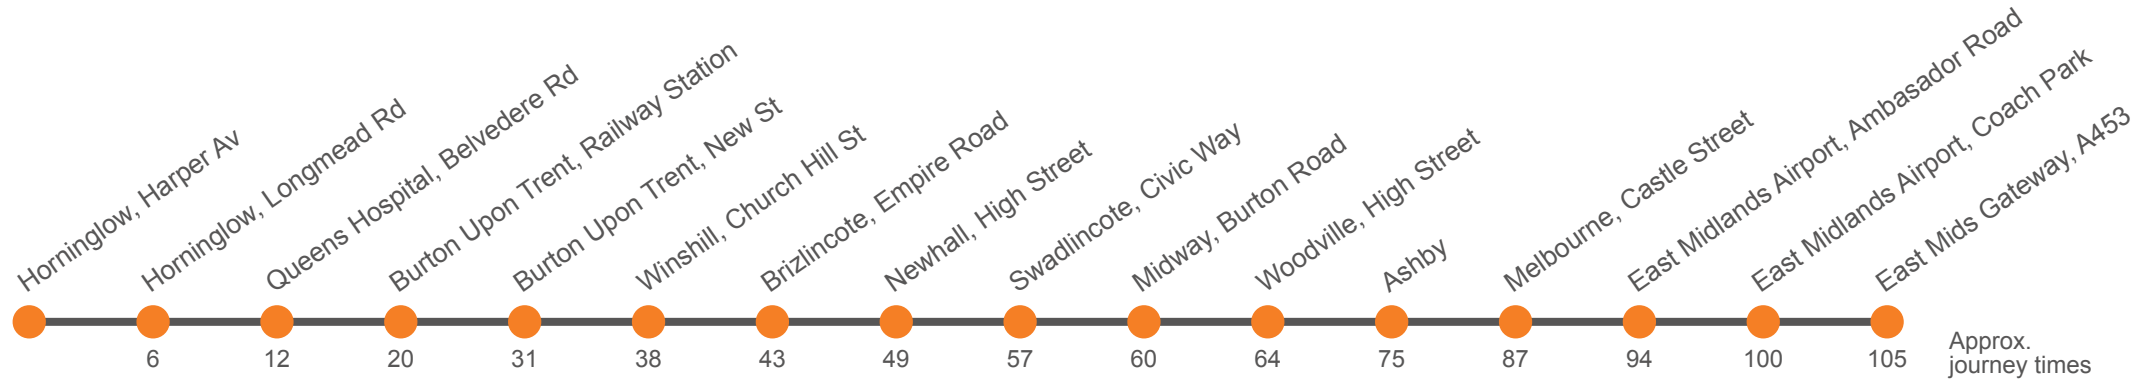 Horninglow, Harper Av
Horninglow, Longmead Rd
Queens Hospital, Belvedere Rd
Burton Upon Trent, Railway Station
Burton Upon Trent, New St
Winshill, Church Hill St
Brizlincote, Empire Road
Newhall, High Street
Swadlincote, Civic Way
Midway, Burton Road
Woodville, High Street
Ashby
Melbourne, Castle Street
East Midlands Airport, Ambasador Road
East Midlands Airport, Coach Park
East Mids Gateway, A453
6 12 20 31 38 43 49 57 60 64 75 87 94 100 105
Approx.
journey times